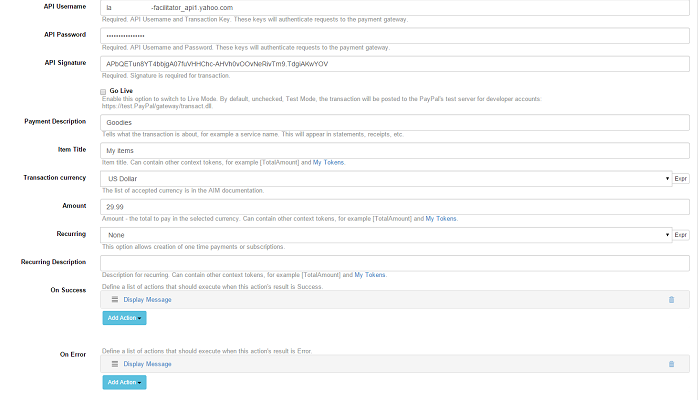 API Username
la -facilitator_api1.yahoo.com
Required. API Username and Transaction Key. These keys will authenticate requests to the payment gateway.
API Password
••••••••••••••••
Required. API Username and Password. These keys will authenticate requests to the payment gateway.
API Signature
APbQETun8YT4bbjgA07fuVHHChc-AHVh0vOOvNeRivTm9.TdgiAKwYOV
Required. Signature is required for transaction.
Go Live
Enable this option to switch to Live Mode. By default, unchecked, Test Mode, the transaction will be posted to the PayPal's test server for developer accounts.
https://test.PayPal/gateway/transact.dll.
Payment Description
Goodies
Tells what the transaction is about, for example a service name. This will appear in statements, receipts, etc.
Item Title
My items
Item title. Can contain other context tokens, for example [TotalAmount] and My Tokens.
Transaction currency
US Dollar
Expr
The list of accepted currency is in the AIM documentation.
Amount
29.99
Amount - the total to pay in the selected currency. Can contain other context tokens, for example [TotalAmount] and My Tokens.
Recurring
None
Expr
This option allows creation of one time payments or subscriptions.
Recurring Description
Description for recuring. Can contain other context tokens, for example [TotalAmount] and My Tokens.
On Success
Define a list of actions that should execute when this action's result is Success.
Display Message
Add Action
On Error
Define a list of actions that should execute when this action's result is Error.
Display Message
Add Action